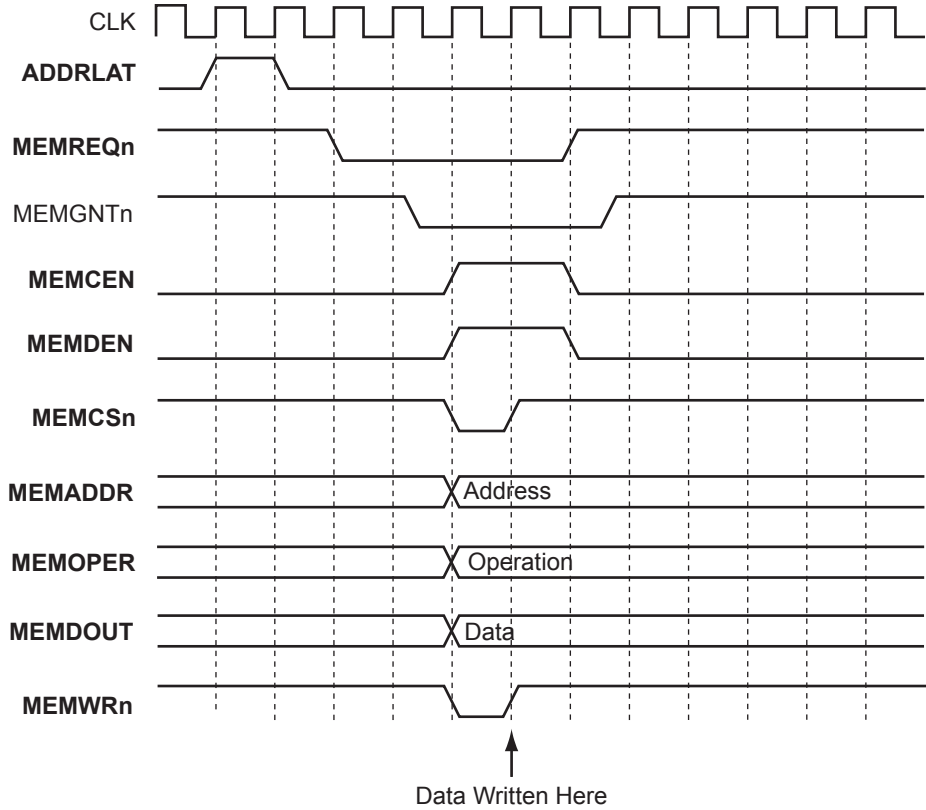 CLK
ADDRLAT
MEMREQn
MEMGNTn
MEMCEN
MEMDEN
MEMCSn
MEMADDR Address
MEMOPER Operation
MEMDOUT Data
MEMWRn
Data Written Here